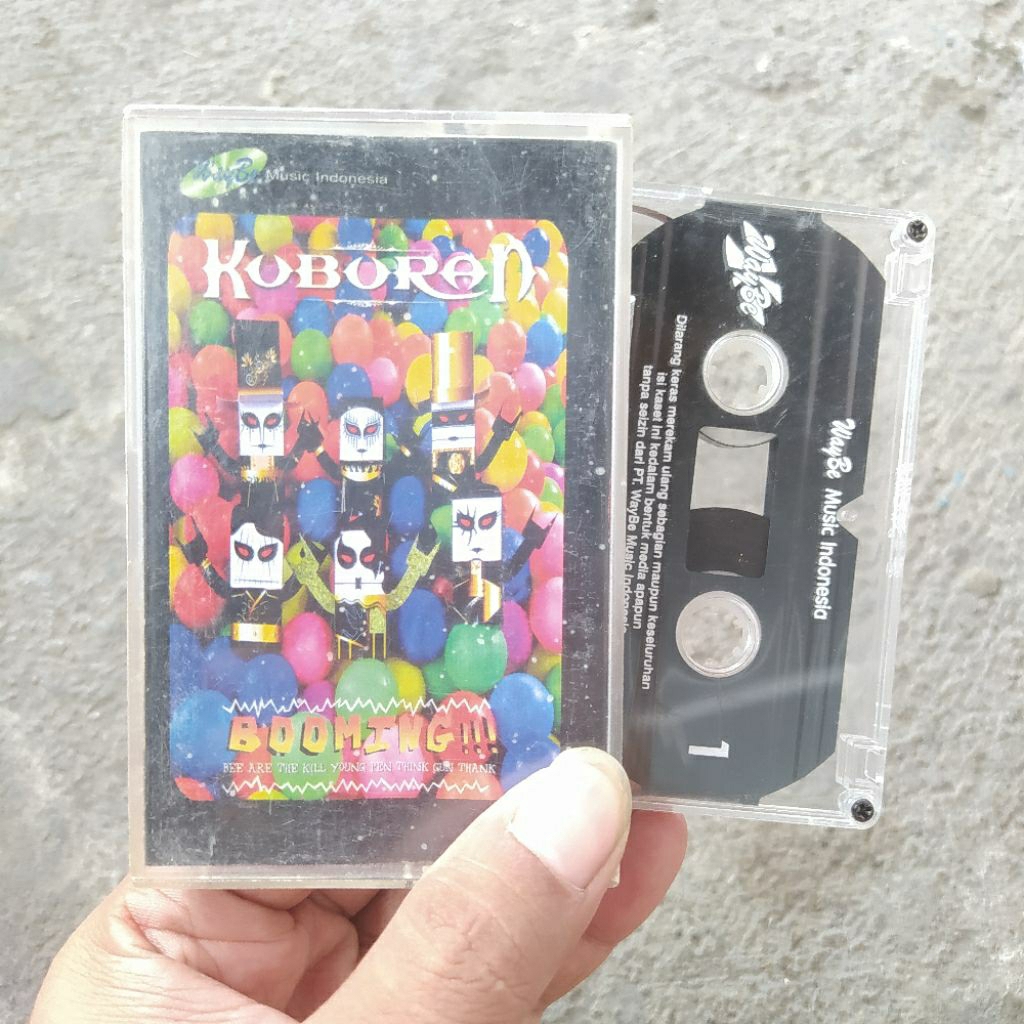 WayBe Music Indonesia
KUBURAN
BOOMING!!!
BEE ARE THE KILL YOUNG PEN THINK GUN THANK
WayBe
Dilarang keras merekam ulang sebagian maupun keseluruhan
isi kaset ini kedalam bentuk media apapun
tanpa seizin dari PT. WayBe Music Indonesia
WayBe Music Indonesia
1